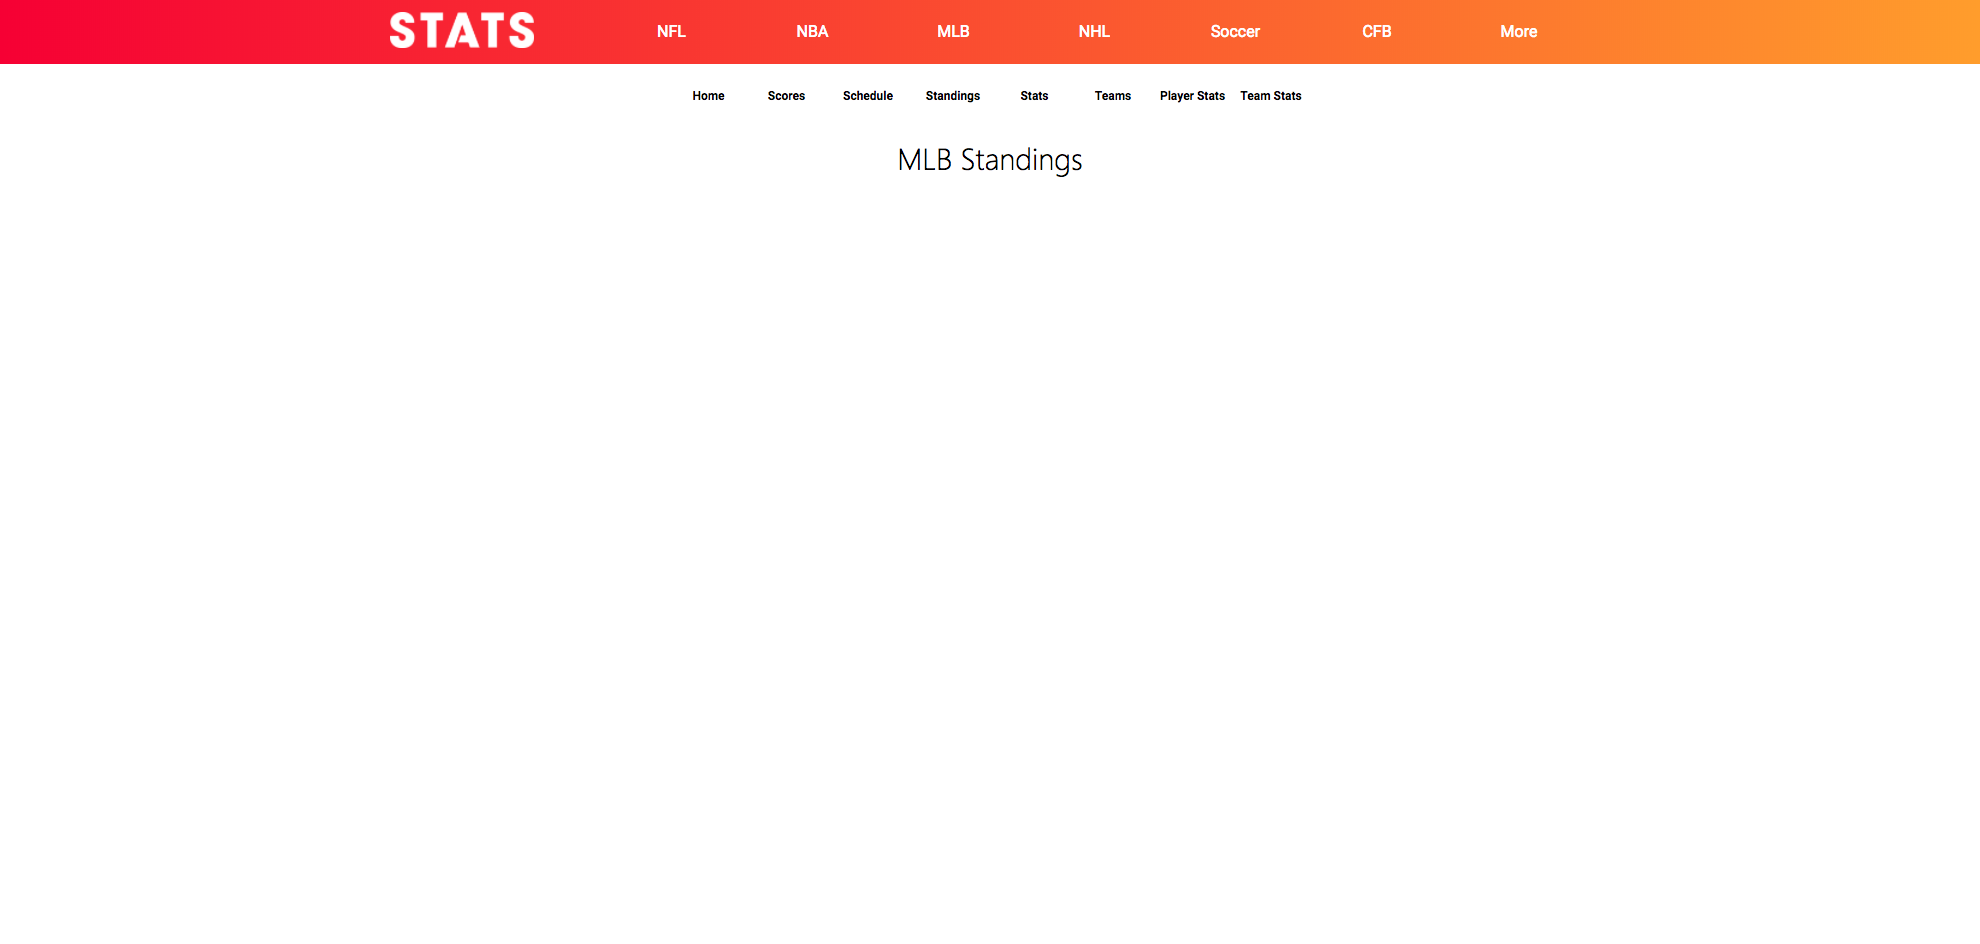 STATS NFL NBA MLB NHL Soccer CFB More
Home Scores Schedule Standings Stats Teams Player Stats Team Stats
MLB Standings